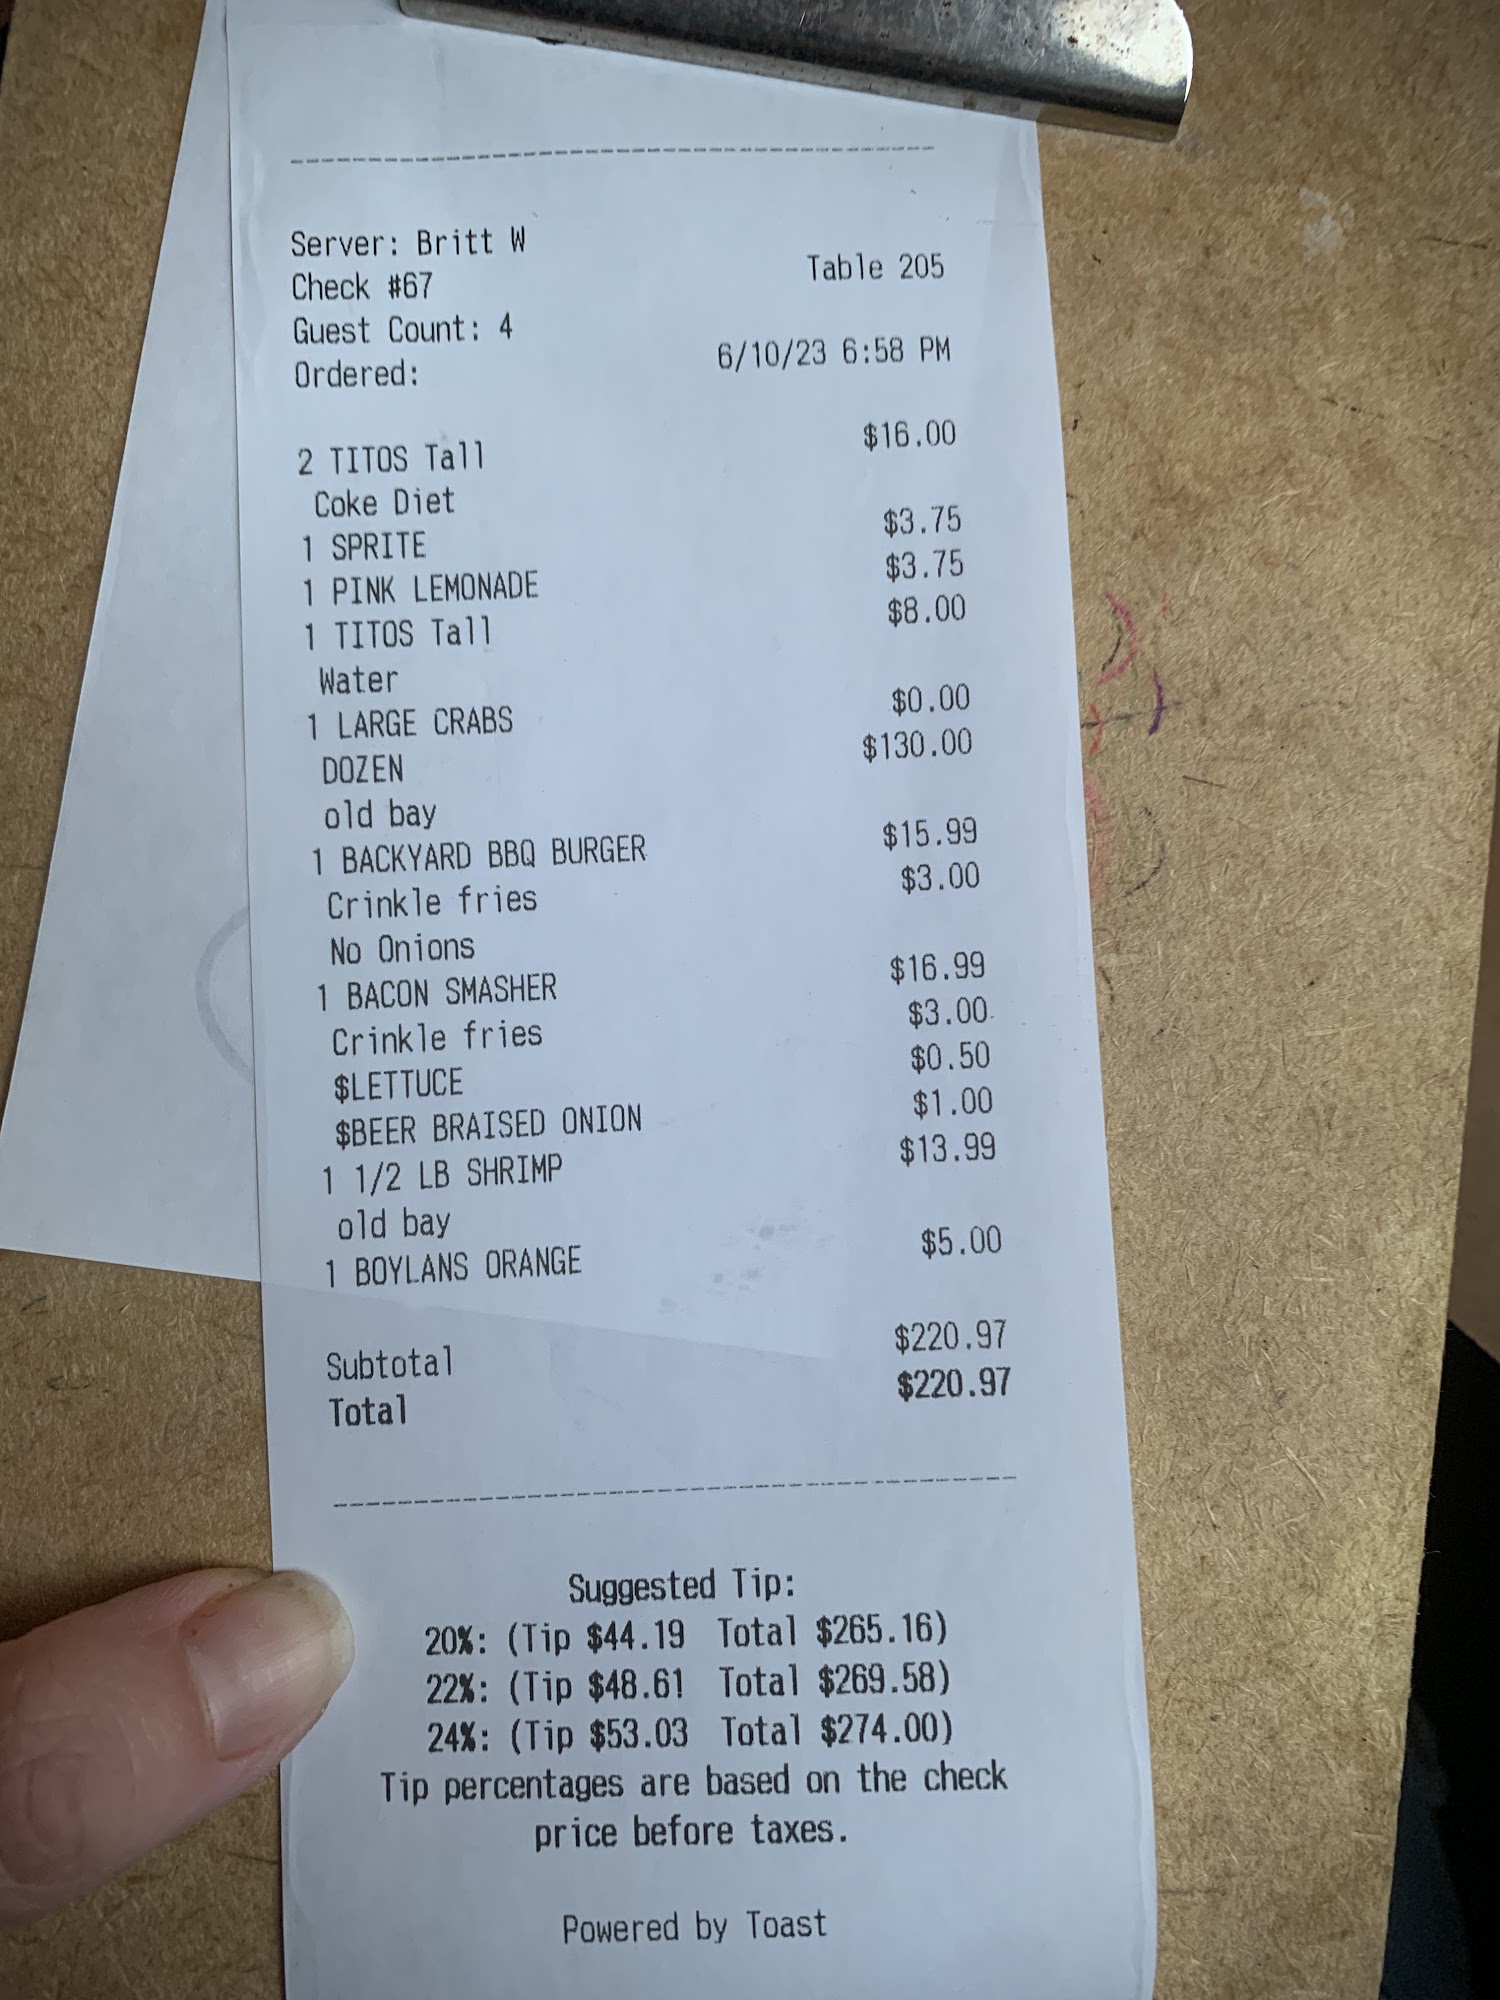 Server: Britt W
Check #67 Table 205
Guest Count: 4
Ordered: 6/10/23 6:58 PM
2 TITOS Tall $16.00
Coke Diet
1 SPRITE $3.75
1 PINK LEMONADE $3.75
1 TITOS Tall $8.00
Water
1 LARGE CRABS $0.00
DOZEN $130.00
old bay
1 BACKYARD BBQ BURGER $15.99
Crinkle fries $3.00
No Onions
1 BACON SMASHER $16.99
Crinkle fries $3.00
$LETTUCE $0.50
$BEER BRAISED ONION $1.00
1 1/2 LB SHRIMP $13.99
old bay
1 BOYLANS ORANGE $5.00
Subtotal $220.97
Total $220.97
Suggested Tip:
20%: (Tip $44.19 Total $265.16)
22%: (Tip $48.61 Total $269.58)
24%: (Tip $53.03 Total $274.00)
Tip percentages are based on the check
price before taxes.
Powered by Toast